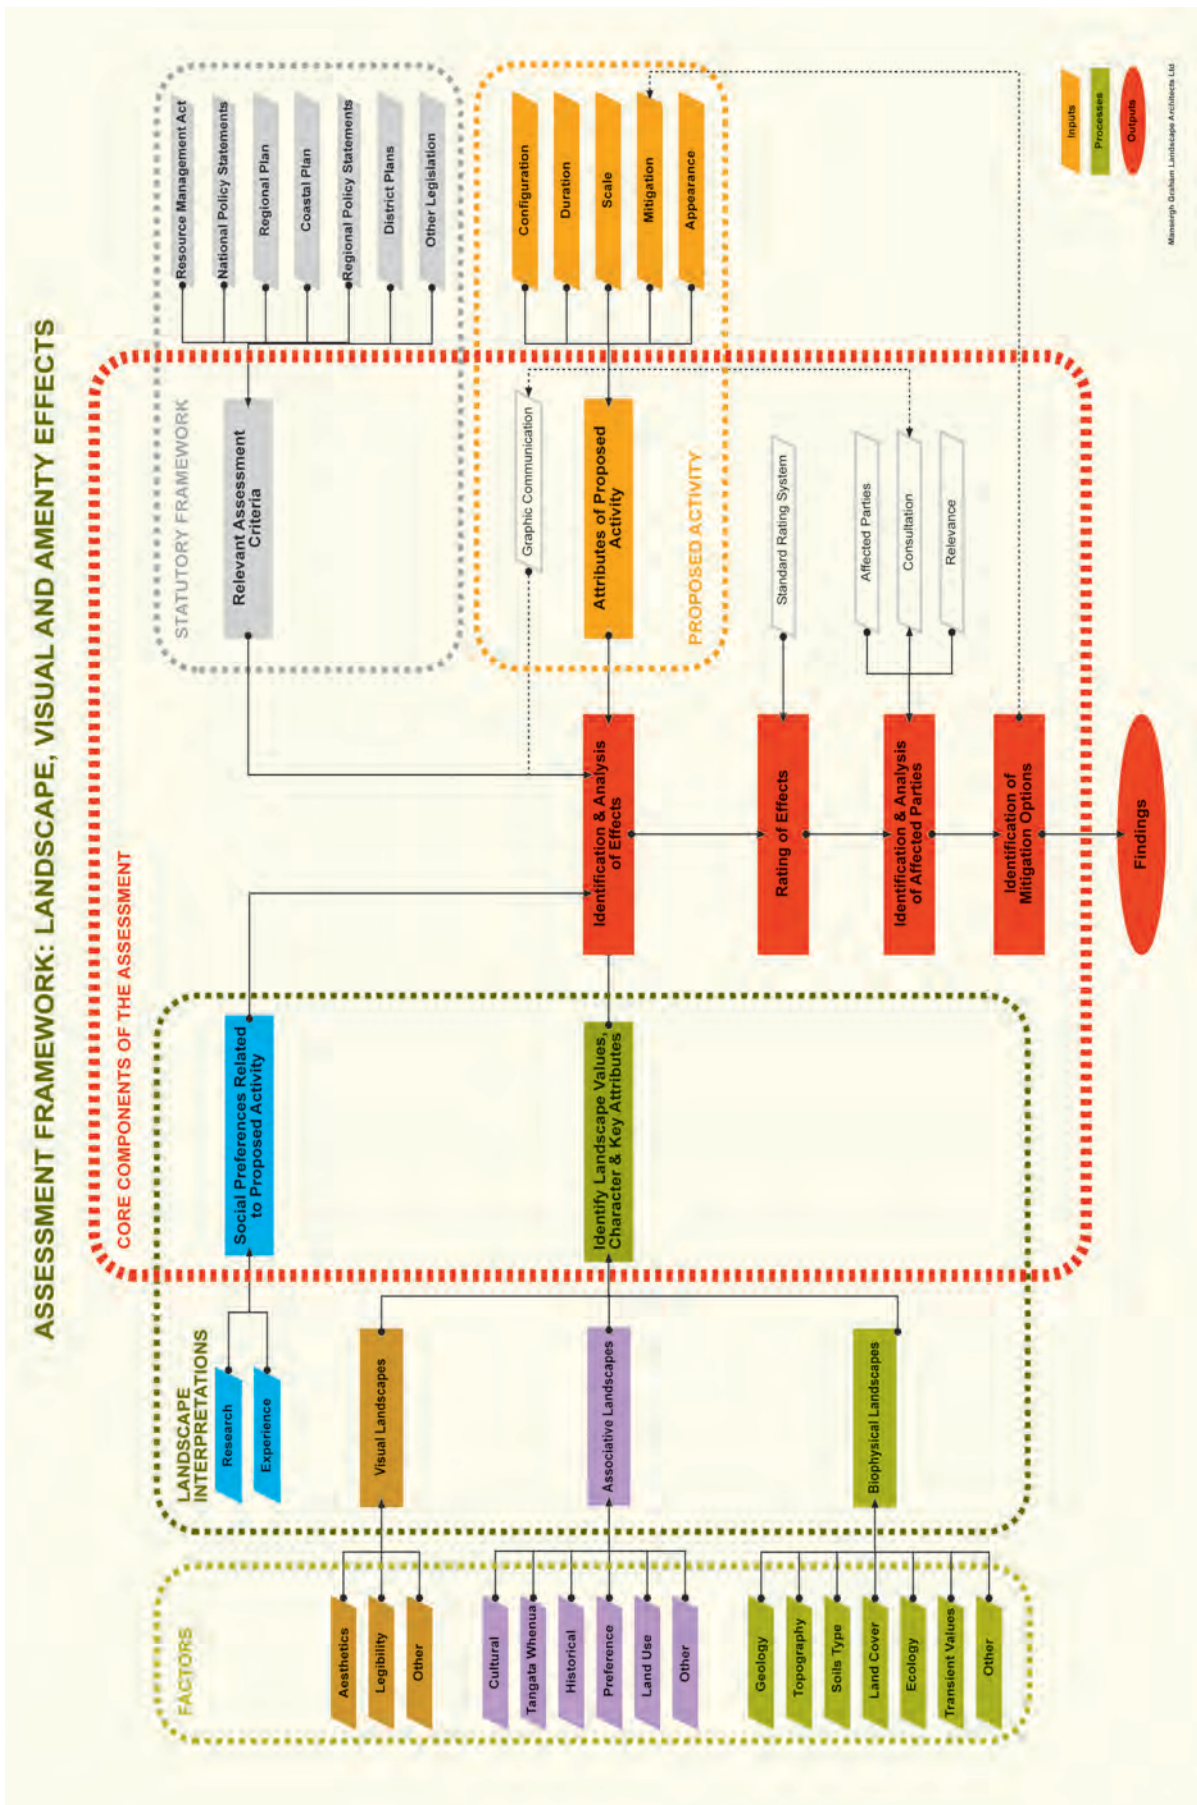 ASSESSMENT FRAMEWORK: LANDSCAPE, VISUAL AND AMENTY EFFECTS
FACTORS
Aesthetics
Legibility
Other
Cultural
Tangata Whenua
Historical
Preference
Land Use
Other
Geology
Topography
Soils Type
Land Cover
Ecology
Transient Values
Other
LANDSCAPE
INTERPRETATIONS
Research
Experience
Visual Landscapes
Associative Landscapes
Biophysical Landscapes
CORE COMPONENTS OF THE ASSESSMENT
Social Preferences Related
to Proposed Activity
Identify Landscape Values,
Character & Key Attributes
Identification & Analysis
of Effects
Rating of Effects
Identification & Analysis
of Affected Parties
Identification of
Mitigation Options
Findings
STATUTORY FRAMEWORK
Relevant Assessment
Criteria
Graphic Communication
Attributes of Proposed
Activity
PROPOSED ACTIVITY
Standard Rating System
Affected Parties
Consultation
Relevance
Resource Management Act
National Policy Statements
Regional Plan
Coastal Plan
Regional Policy Statements
District Plans
Other Legislation
Configuration
Duration
Scale
Mitigation
Appearance
Inputs
Processes
Outputs
Mansergh Graham Landscape Architects Ltd